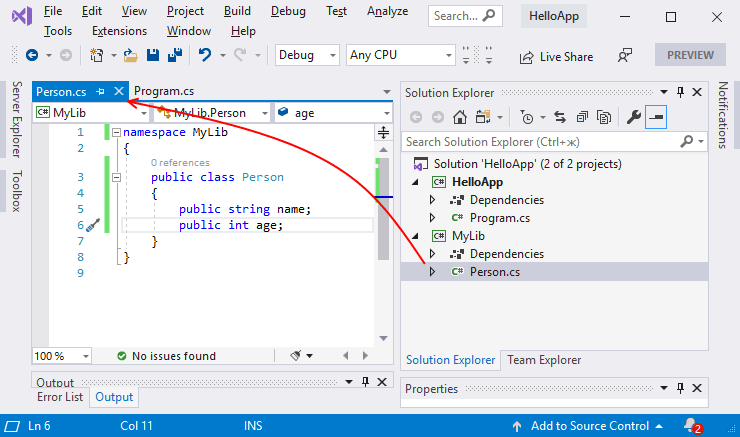 File Edit View Project Build Debug Test Analyze Search... HelloApp
Tools Extensions Window Help
Debug Any CPU Live Share PREVIEW
Server Explorer
Toolbox
Person.cs Program.cs
MyLib MyLib.Person age
1 namespace MyLib
2 {
0 references
3 public class Person
4 {
5 public string name;
6 public int age;
7 }
8 }
9
100 % No issues found
Output
Error List Output
Solution Explorer
Search Solution Explorer (Ctrl+ж)
Solution 'HelloApp' (2 of 2 projects)
C# HelloApp
Dependencies
C# Program.cs
C# MyLib
Dependencies
C# Person.cs
Solution Explorer Team Explorer
Properties
Notifications
Ln 6 Col 11 INS Add to Source Control 2